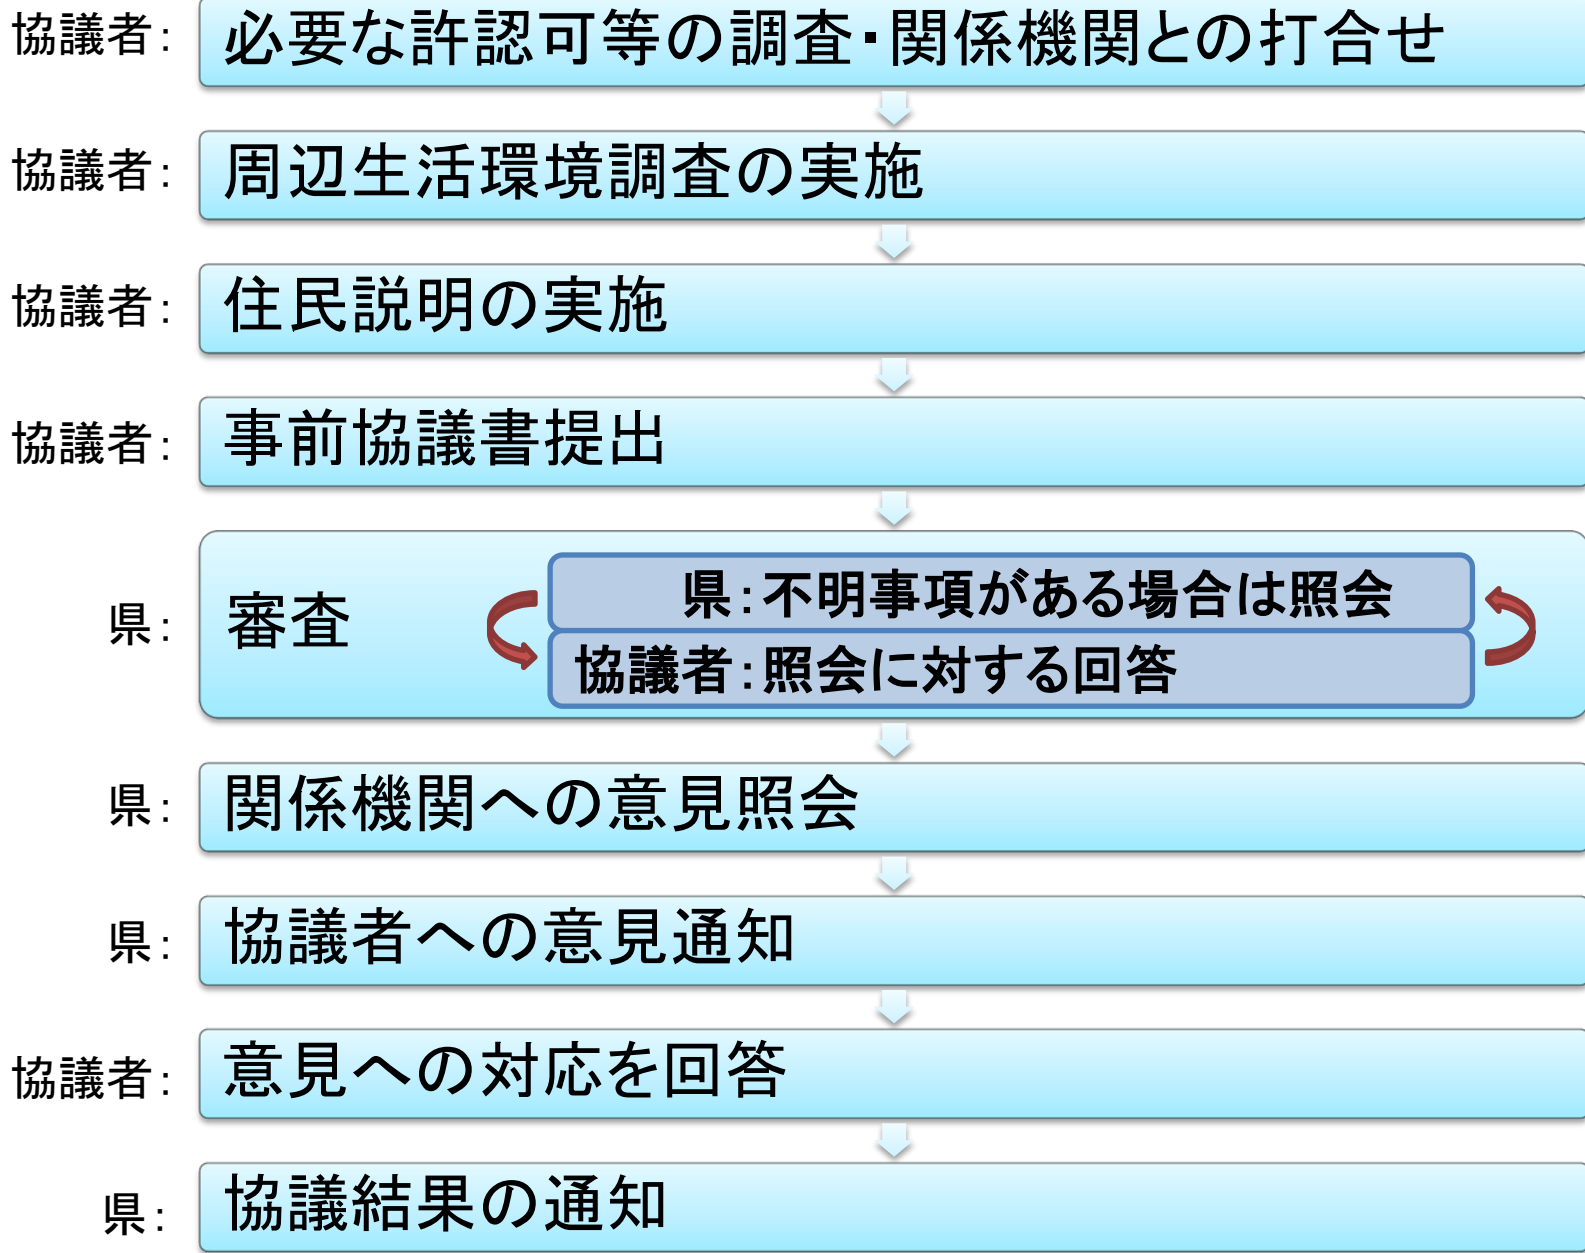 協議者：必要な許認可等の調査・関係機関との打合せ
協議者：周辺生活環境調査の実施
協議者：住民説明の実施
協議者：事前協議書提出
県：審査
県：不明事項がある場合は照会
協議者：照会に対する回答
県：関係機関への意見照会
県：協議者への意見通知
協議者：意見への対応を回答
県：協議結果の通知